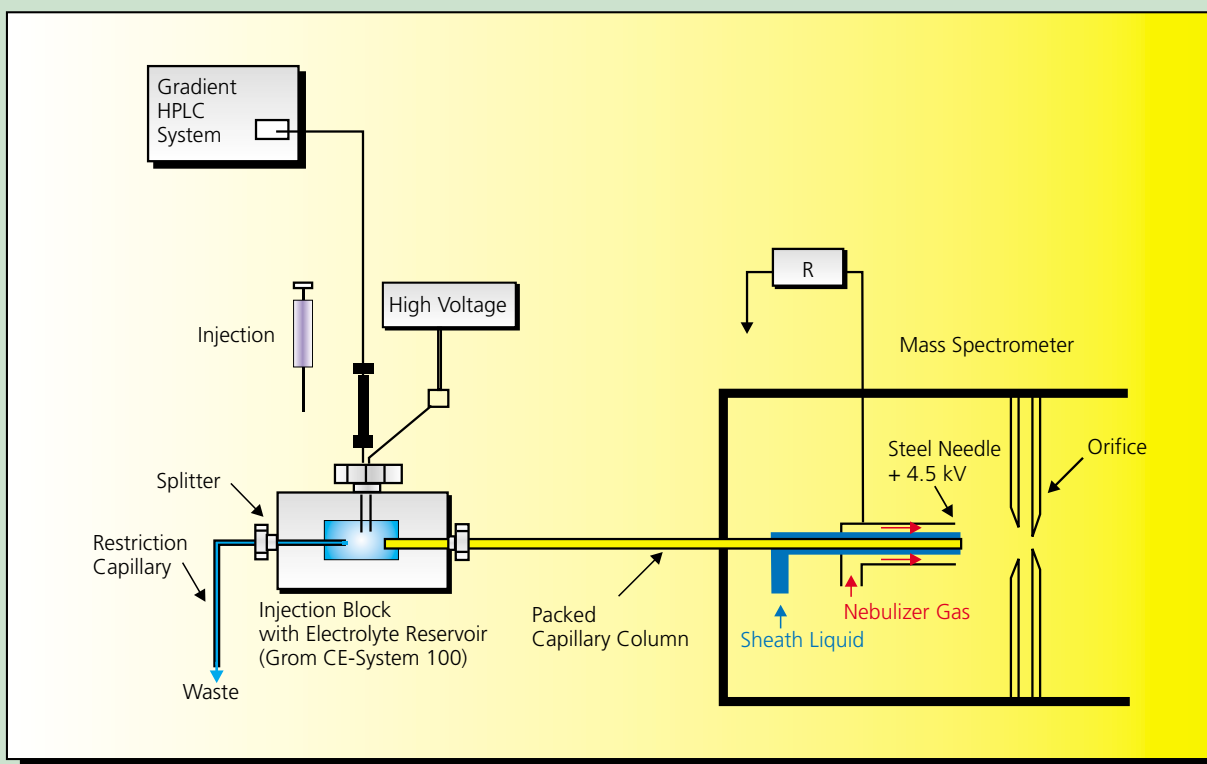 Gradient
HPLC
System
High Voltage
Injection
R
Mass Spectrometer
Steel Needle
+ 4.5 kV
Orifice
Splitter
Restriction
Capillary
Injection Block
with Electrolyte Reservoir
(Grom CE-System 100)
Packed
Capillary Column
Nebulizer Gas
Sheath Liquid
Waste